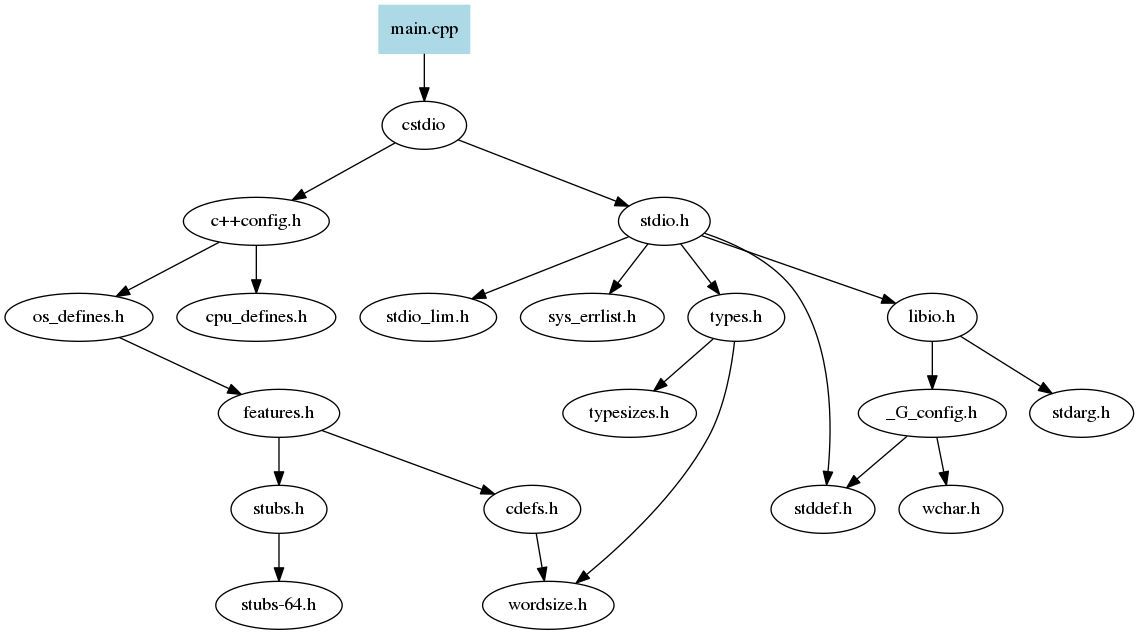 main.cpp
cstdio
c++config.h
stdio.h
os_defines.h
cpu_defines.h
stdio_lim.h
sys_errlist.h
types.h
libio.h
features.h
typesizes.h
_G_config.h
stdarg.h
stubs.h
cdefs.h
stddef.h
wchar.h
stubs-64.h
wordsize.h